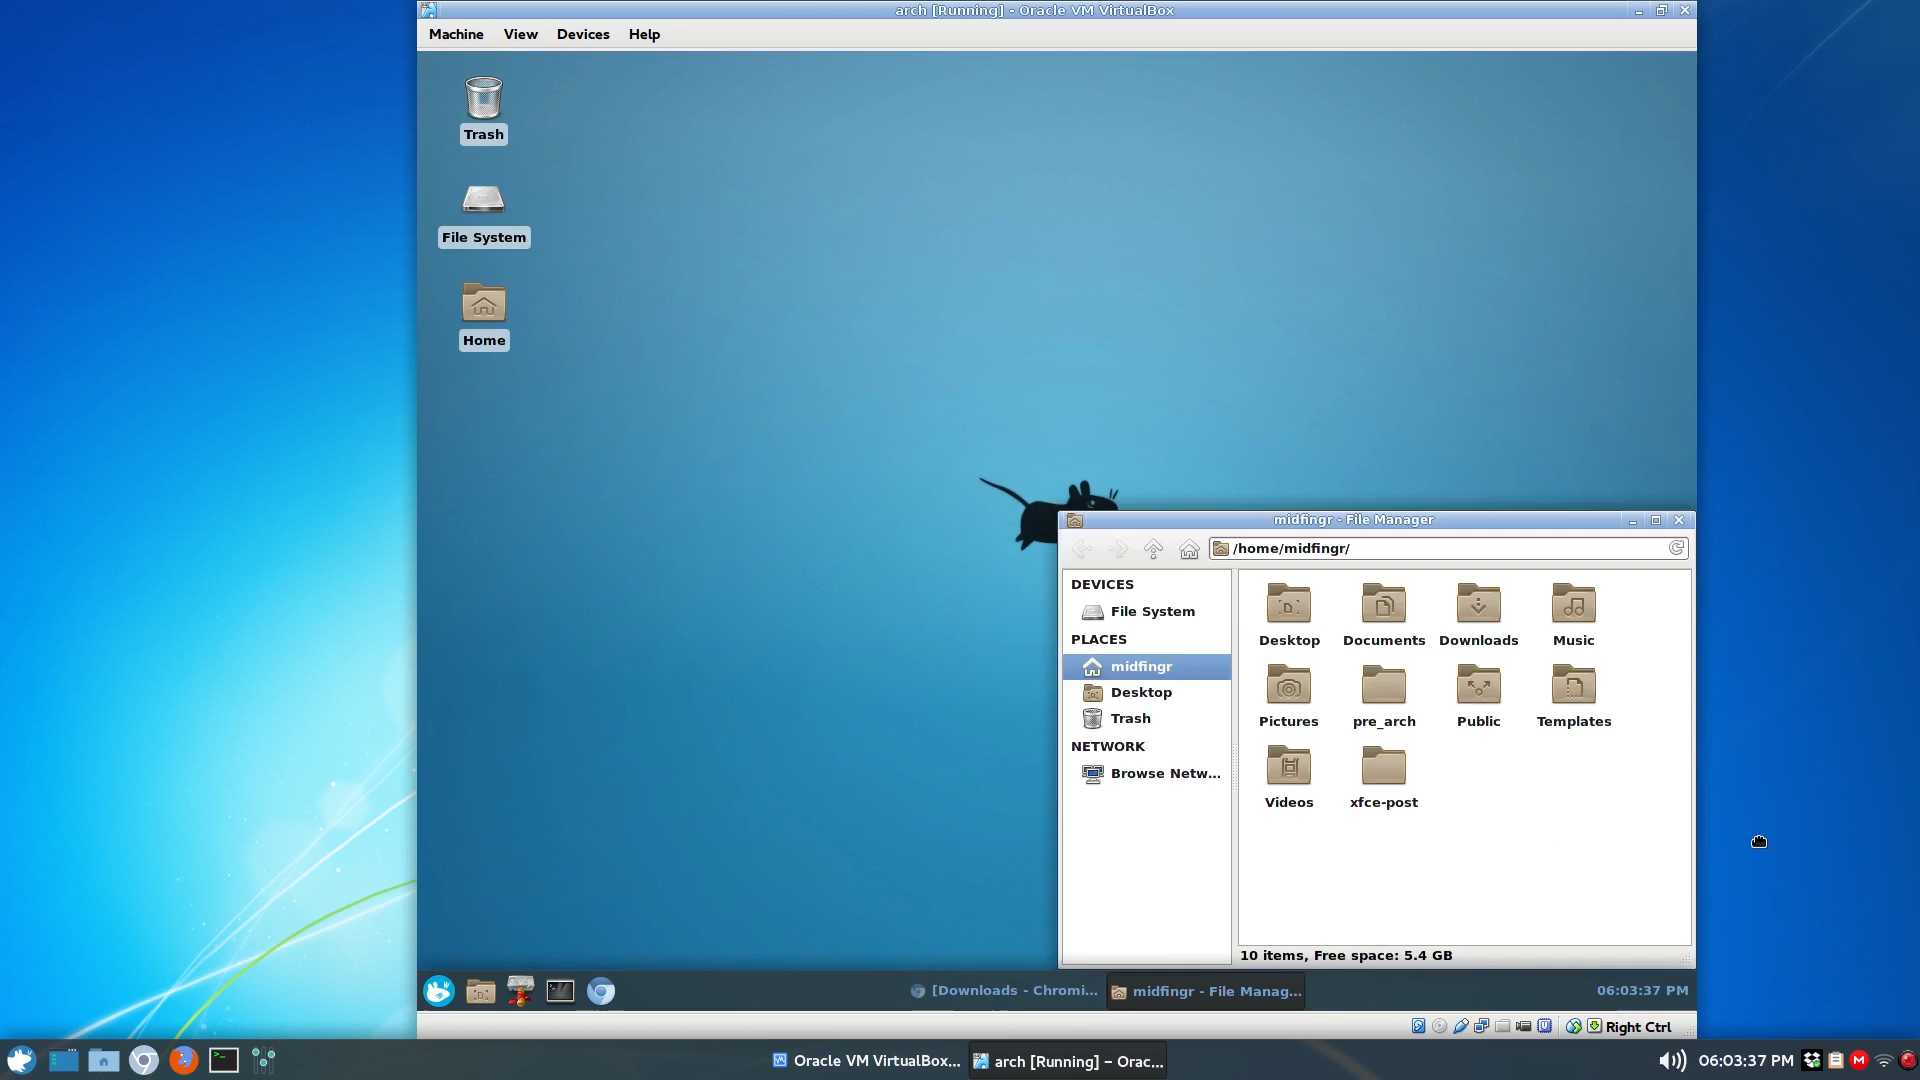 arch [Running] - Oracle VM VirtualBox
Machine View Devices Help
Trash
File System
Home
midfingr - File Manager
/home/midfingr/
DEVICES
File System
PLACES
midfingr
Desktop
Trash
NETWORK
Browse Netw...
Desktop Documents Downloads Music
Pictures pre_arch Public Templates
Videos xfce-post
10 items, Free space: 5.4 GB
[Downloads - Chromi... midfingr - File Manag... 06:03:37 PM
Right Ctrl
Oracle VM VirtualBox... arch [Running] – Orac... 06:03:37 PM